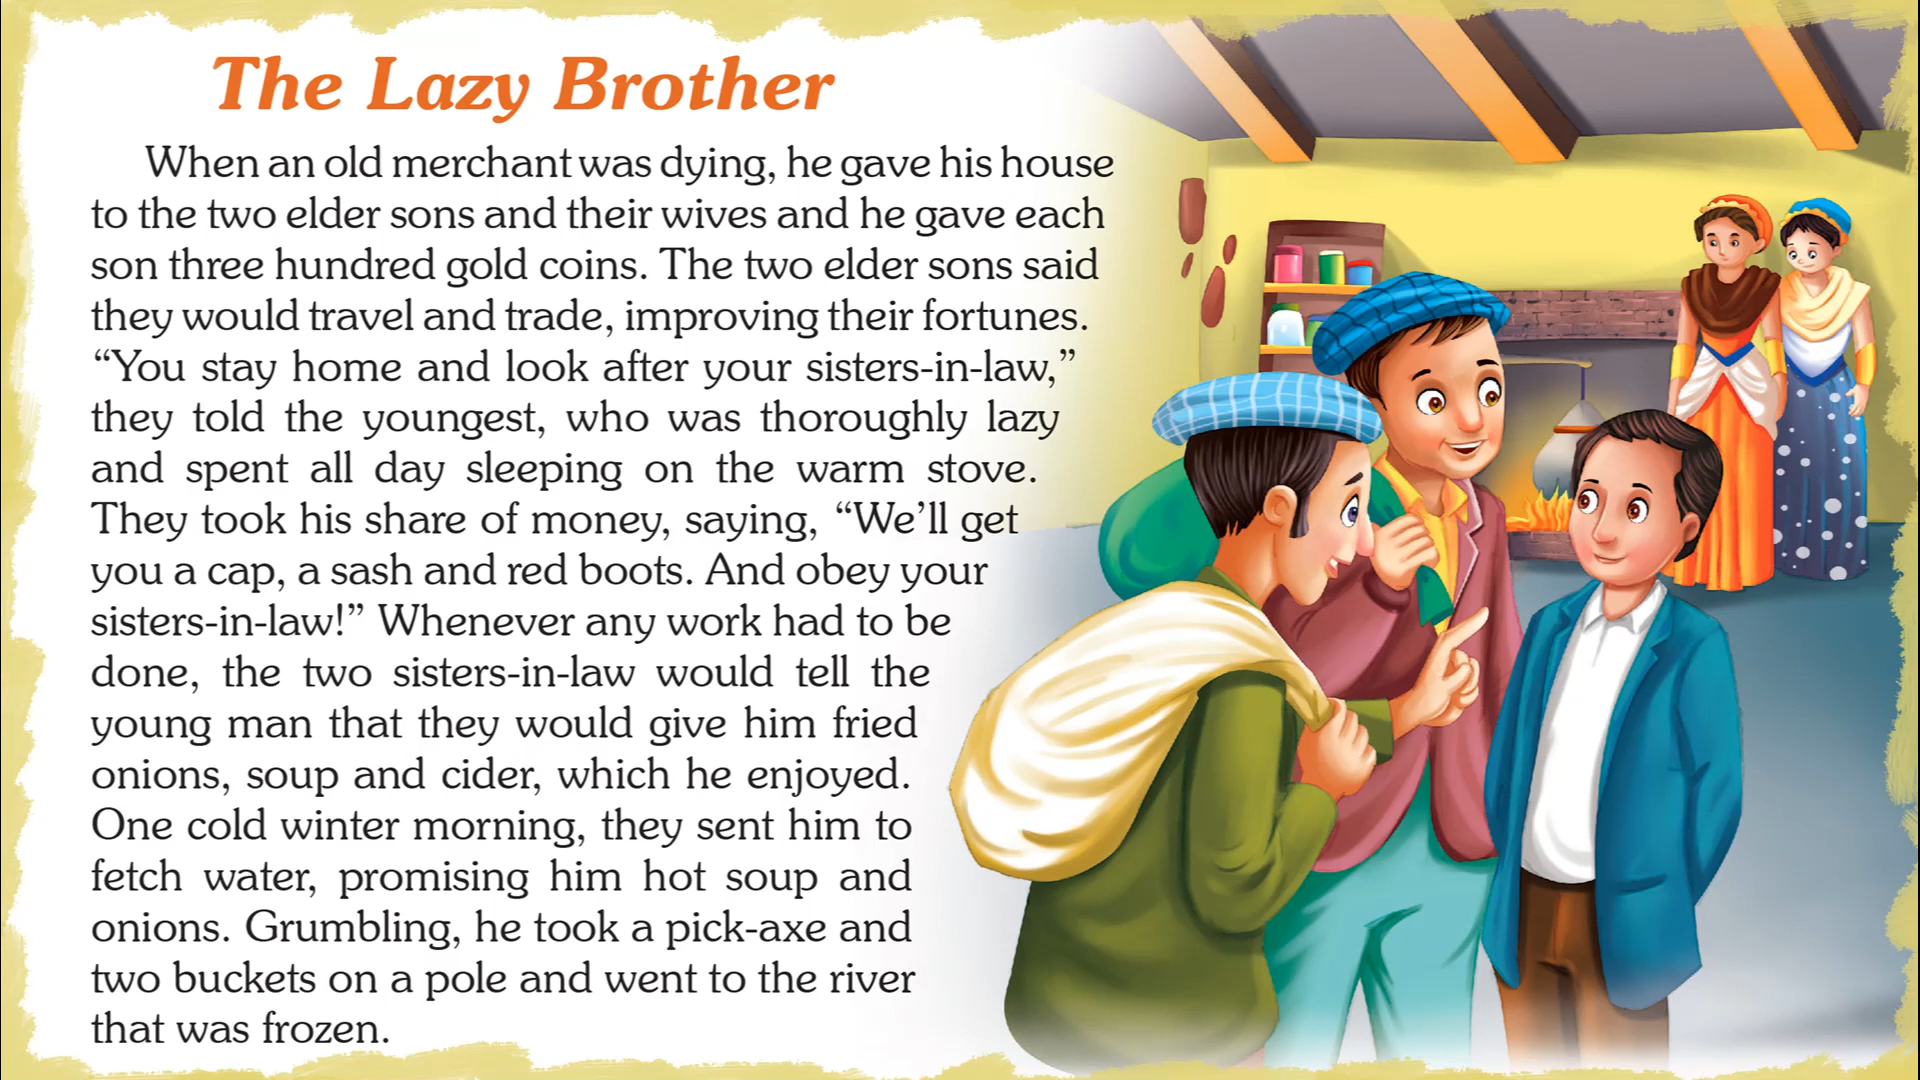 The Lazy Brother
When an old merchant was dying, he gave his house
to the two elder sons and their wives and he gave each
son three hundred gold coins. The two elder sons said
they would travel and trade, improving their fortunes.
“You stay home and look after your sisters-in-law,”
they told the youngest, who was thoroughly lazy
and spent all day sleeping on the warm stove.
They took his share of money, saying, “We’ll get
you a cap, a sash and red boots. And obey your
sisters-in-law!” Whenever any work had to be
done, the two sisters-in-law would tell the
young man that they would give him fried
onions, soup and cider, which he enjoyed.
One cold winter morning, they sent him to
fetch water, promising him hot soup and
onions. Grumbling, he took a pick-axe and
two buckets on a pole and went to the river
that was frozen.